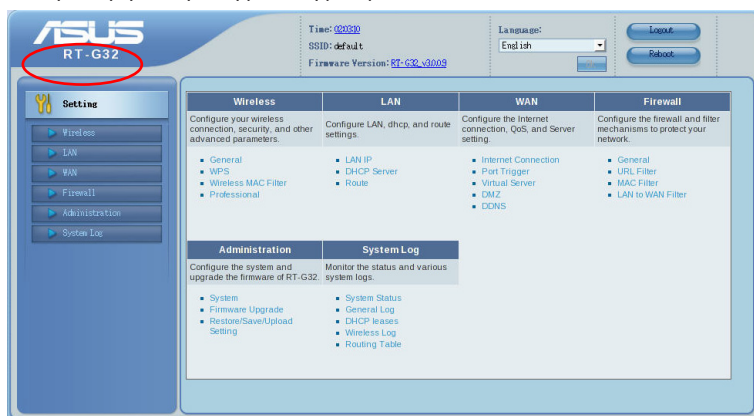 ASUS
RT-G32
Time: 020310
SSID: default
Firmware Version: RT-G32_v3.0.0.9
Language:
English
Logout
Reboot
Setting
Wireless
LAN
WAN
Firewall
Administration
System Log
Wireless
Configure your wireless
connection, security, and other
advanced parameters.
General
WPS
Wireless MAC Filter
Professional
LAN
Configure LAN, dhcp, and route
settings.
LAN IP
DHCP Server
Route
WAN
Configure the Internet
connection, QoS, and Server
setting.
Internet Connection
Port Trigger
Virtual Server
DMZ
DDNS
Firewall
Configure the firewall and filter
mechanisms to protect your
network.
General
URL Filter
MAC Filter
LAN to WAN Filter
Administration
Configure the system and
upgrade the firmware of RT-G32.
System
Firmware Upgrade
Restore/Save/Upload
Setting
System Log
Monitor the status and various
system logs.
System Status
General Log
DHCP leases
Wireless Log
Routing Table